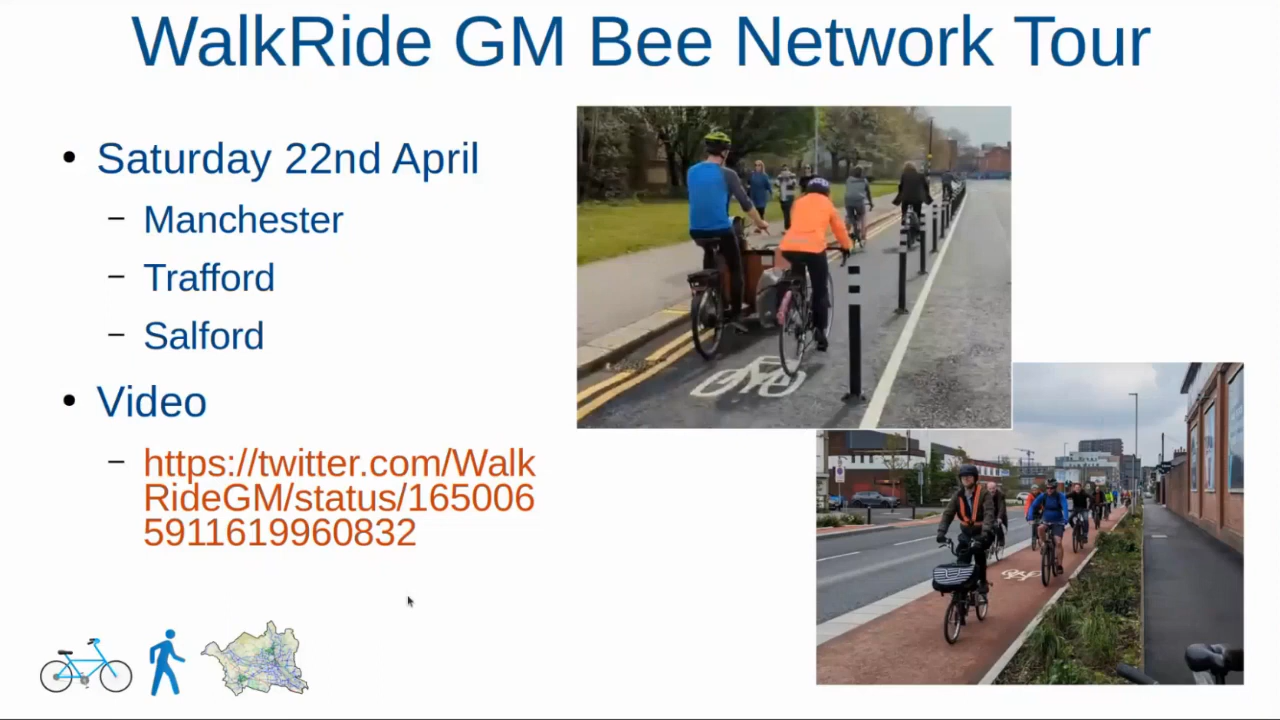 WalkRide GM Bee Network Tour
Saturday 22nd April
Manchester
Trafford
Salford
Video
https://twitter.com/Walk
RideGM/status/165006
5911619960832